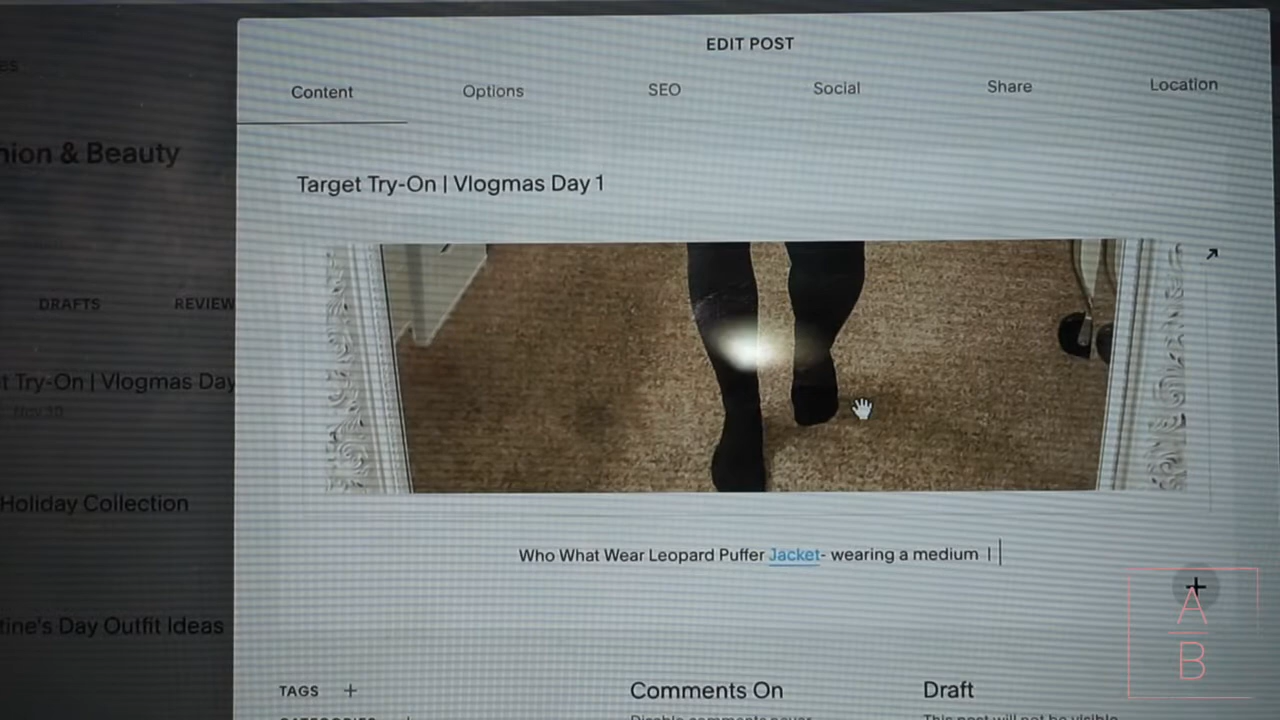 EDIT POST
Content Options SEO Social Share Location
hion & Beauty
Target Try-On | Vlogmas Day 1
DRAFTS REVIEW
t Try-On | Vlogmas Day
Nov 30
Holiday Collection
Who What Wear Leopard Puffer Jacket- wearing a medium |
tine's Day Outfit Ideas
TAGS +
Comments On
Draft
A
B